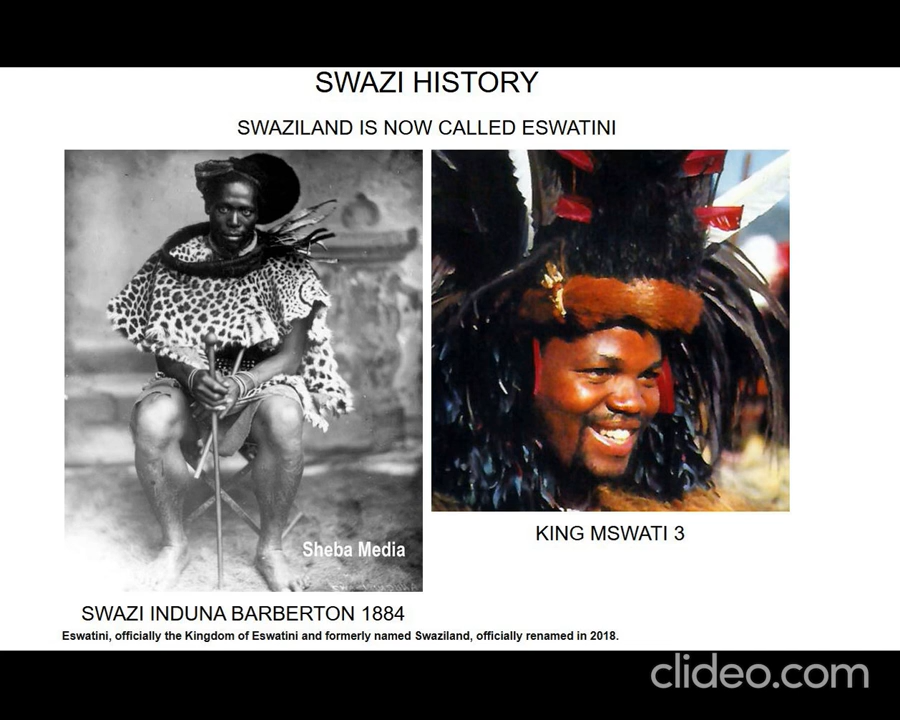 SWAZI HISTORY
SWAZILAND IS NOW CALLED ESWATINI
Sheba Media
KING MSWATI 3
SWAZI INDUNA BARBERTON 1884
Eswatini, officially the Kingdom of Eswatini and formerly named Swaziland, officially renamed in 2018.
clideo.com